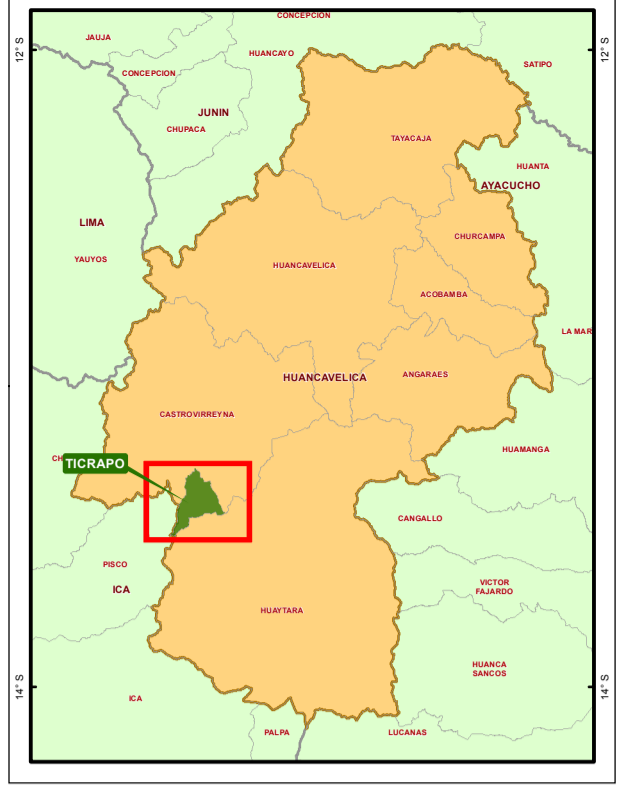 CONCEPCION
JAUJA
12° S
12° S
HUANCAYO
SATIPO
CONCEPCION
JUNIN
CHUPACA
TAYACAJA
HUANTA
AYACUCHO
LIMA
CHURCAMPA
YAUYOS
HUANCAVELICA
ACOBAMBA
LA MAR
HUANCAVELICA
ANGARAES
CASTROVIRREYNA
HUAMANGA
CH
TICRAPO
CANGALLO
PISCO
ICA
VICTOR
FAJARDO
HUAYTARA
HUANCA
SANCOS
14° S
14° S
ICA
PALPA
LUCANAS